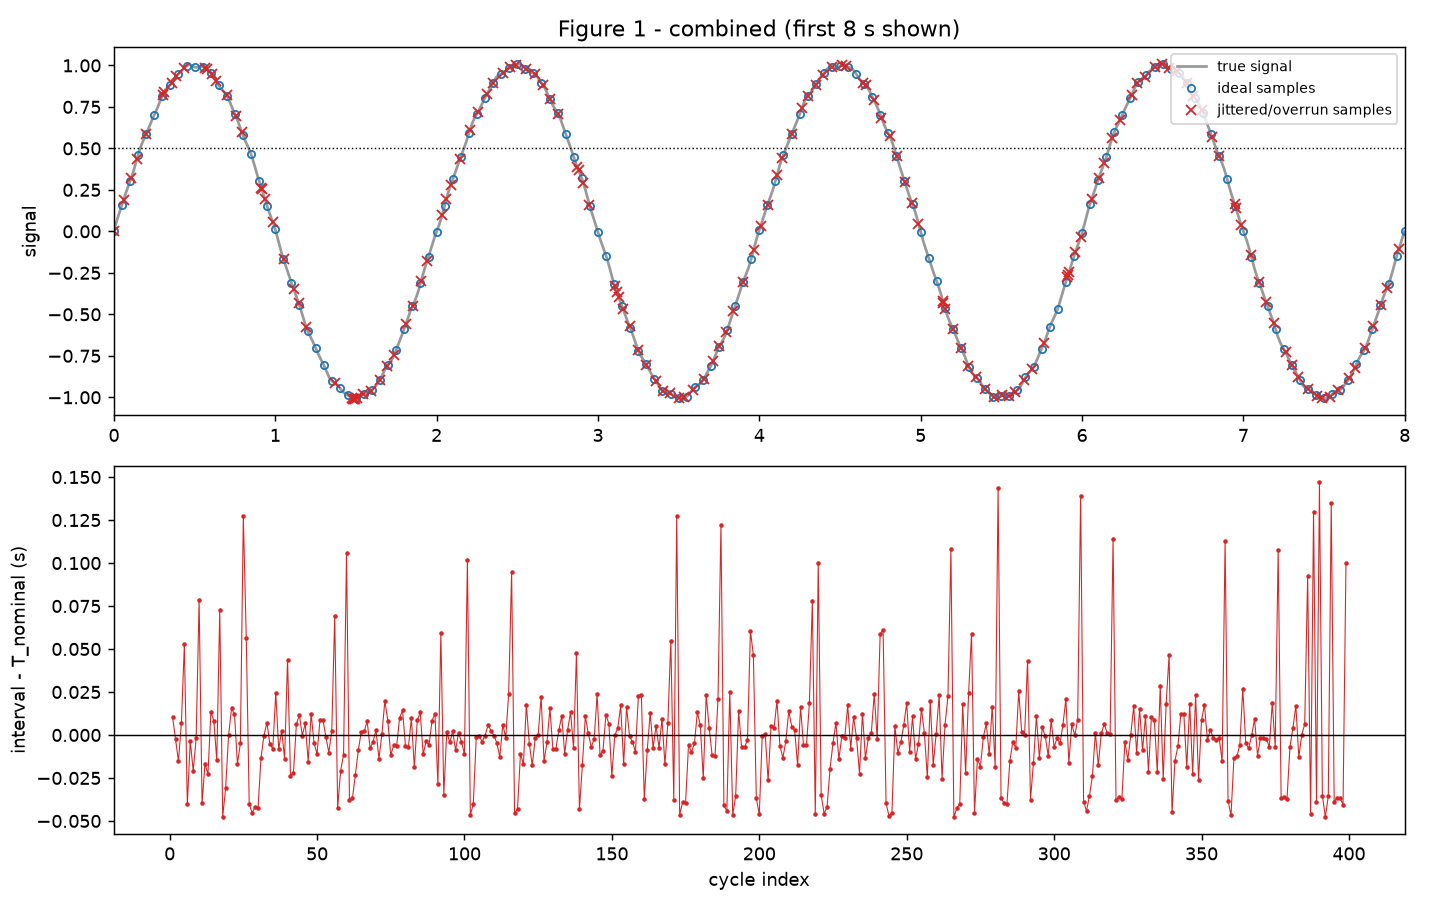 Figure 1 - combined (first 8 s shown)
true signal
ideal samples
jittered/overrun samples
signal
1.00
0.75
0.50
0.25
0.00
−0.25
−0.50
−0.75
−1.00
0 1 2 3 4 5 6 7 8
interval - T_nominal (s)
0.150
0.125
0.100
0.075
0.050
0.025
0.000
−0.025
−0.050
0 50 100 150 200 250 300 350 400
cycle index